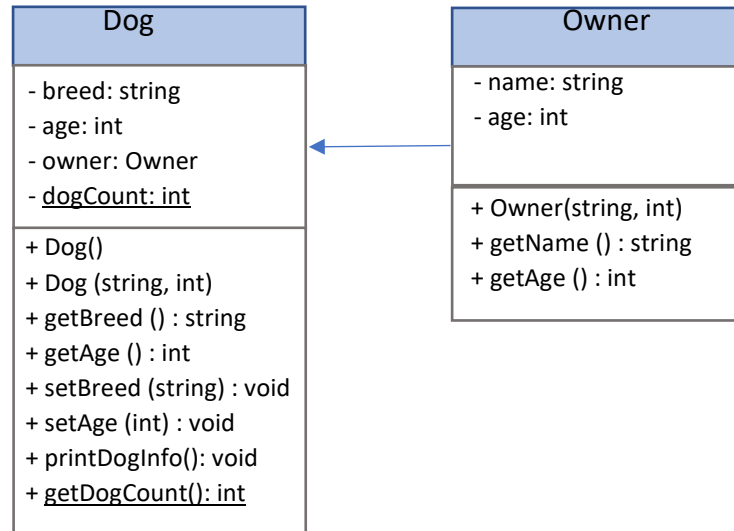 Dog
- breed: string
- age: int
- owner: Owner
- dogCount: int
+ Dog()
+ Dog (string, int)
+ getBreed () : string
+ getAge () : int
+ setBreed (string) : void
+ setAge (int) : void
+ printDogInfo(): void
+ getDogCount(): int
Owner
- name: string
- age: int
+ Owner(string, int)
+ getName () : string
+ getAge () : int